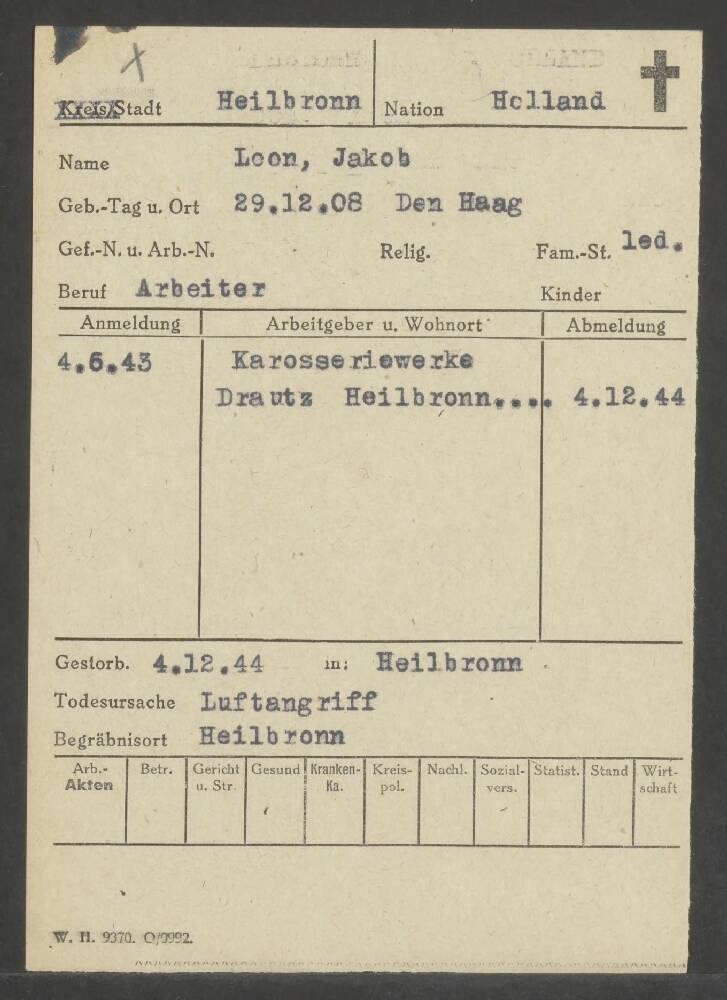 Kreis/Stadt Heilbronn Nation Holland
Name Loon, Jakob
Geb.-Tag u. Ort 29.12.08 Den Haag
Gef.-N. u. Arb.-N. Relig. Fam.-St. led.
Beruf Arbeiter Kinder
Anmeldung Arbeitgeber u. Wohnort Abmeldung
4.6.43 Karosseriewerke
Drautz Heilbronn.... 4.12.44
Gestorb. 4.12.44 in: Heilbronn
Todesursache Luftangriff
Begräbnisort Heilbronn
Arb.- Betr. Gericht Gesund Kranken- Kreis- Nachl. Sozial- Statist. Stand Wirt-
Akten u. Str. Ka. pol. vers. schaft
W. H. 9370. O/9992.